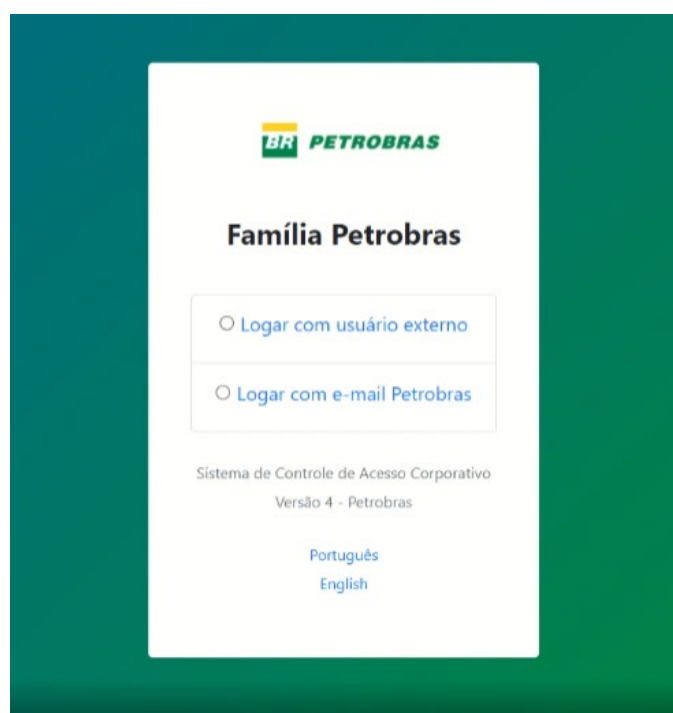 BR PETROBRAS
Família Petrobras
Logar com usuário externo
Logar com e-mail Petrobras
Sistema de Controle de Acesso Corporativo
Versão 4 - Petrobras
Português
English